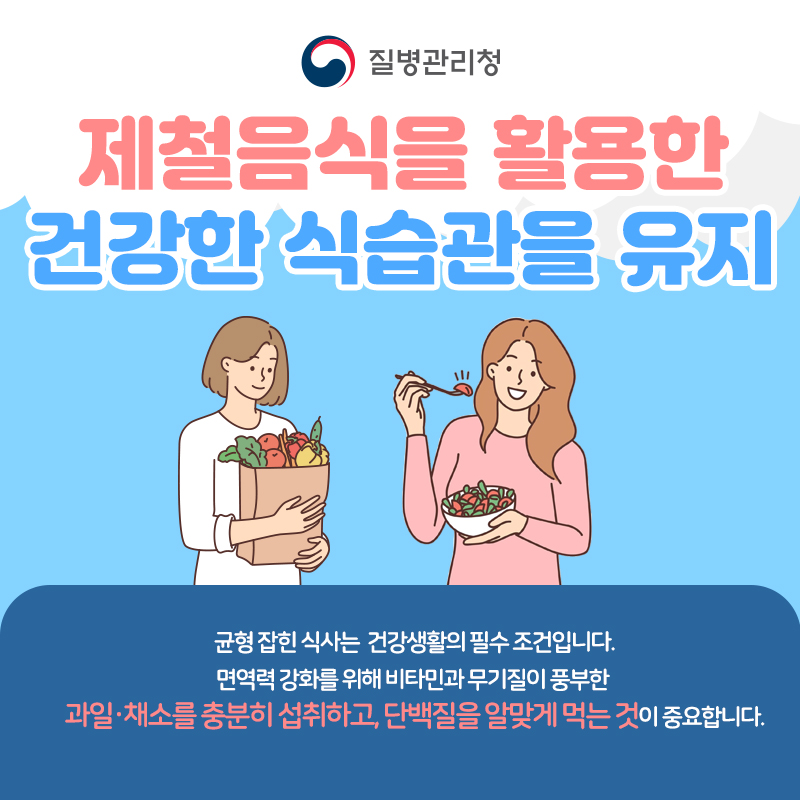 질병관리청
제철음식을 활용한
건강한 식습관을 유지
균형 잡힌 식사는 건강생활의 필수 조건입니다.
면역력 강화를 위해 비타민과 무기질이 풍부한
과일·채소를 충분히 섭취하고, 단백질을 알맞게 먹는 것이 중요합니다.